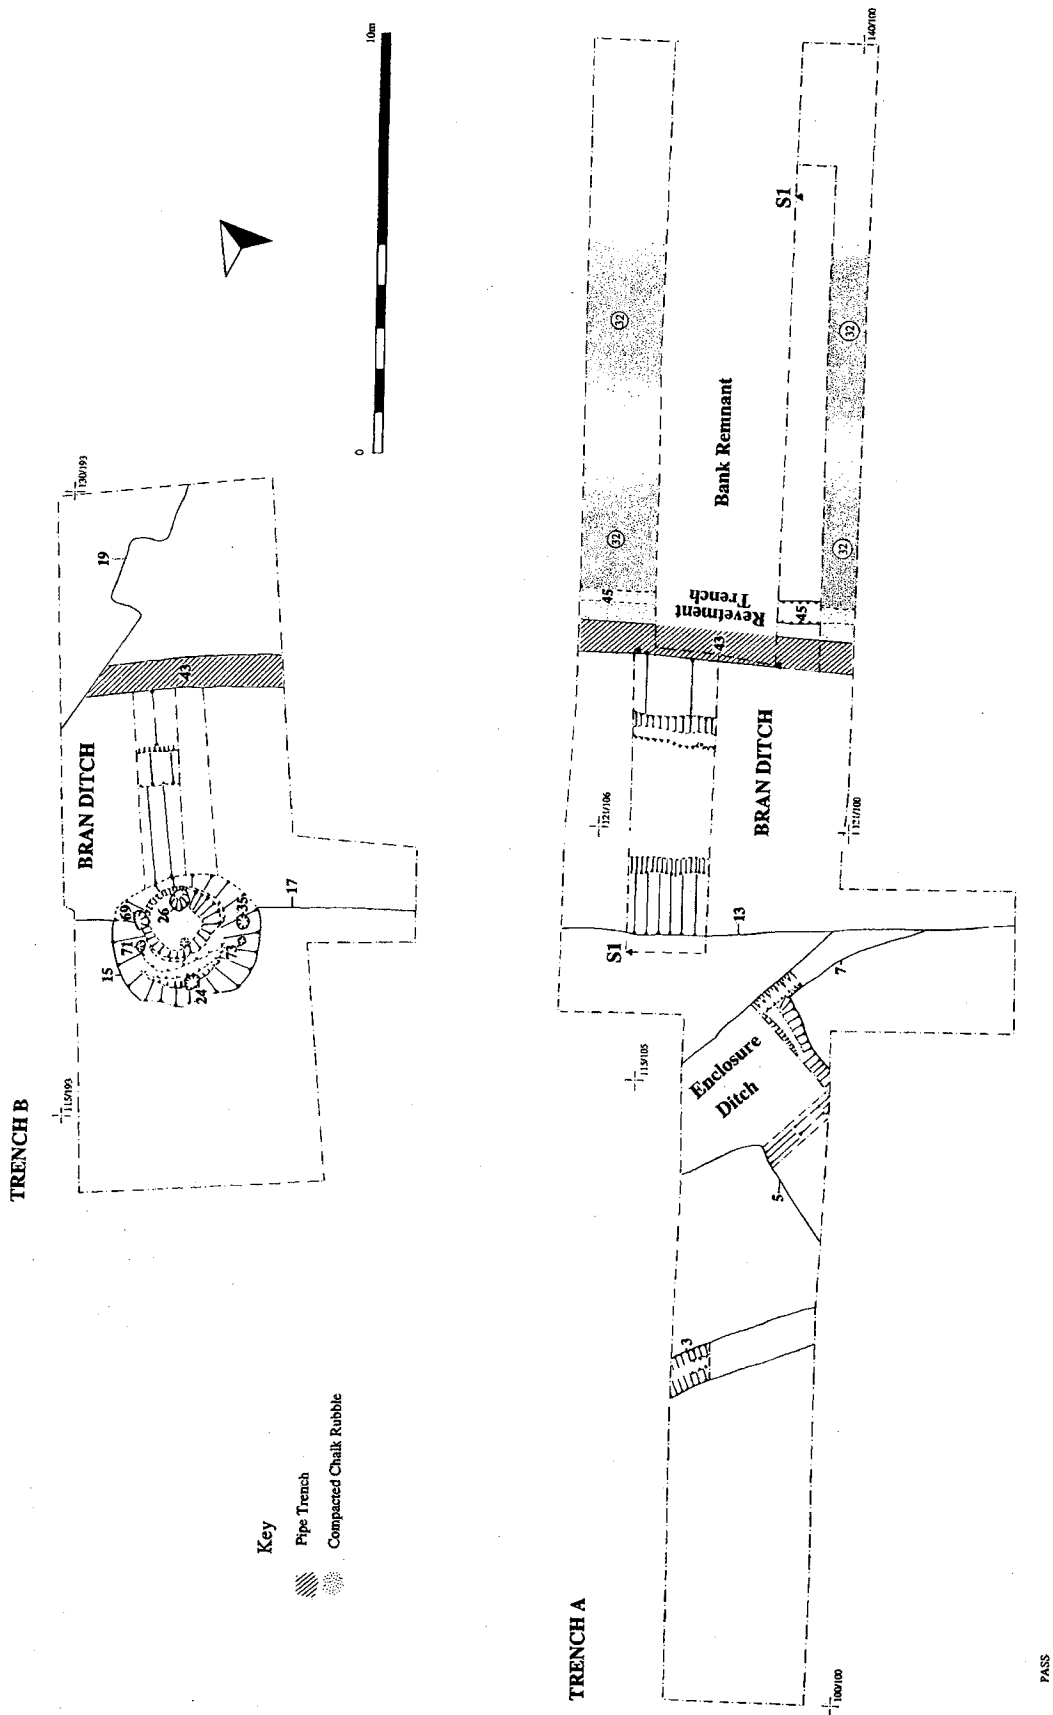 TRENCH B
115/193
130/193
BRAN DITCH
19
43
17
15
71
69
26
35
73
24
0
10m
Key
Pipe Trench
Compacted Chalk Rubble
TRENCH A
100/100
115/105
121/106
121/100
140/100
3
5
7
13
Enclosure
Ditch
S1
BRAN DITCH
43
Revetment
Trench
45
45
Bank Remnant
32
32
32
32
S1
PASS